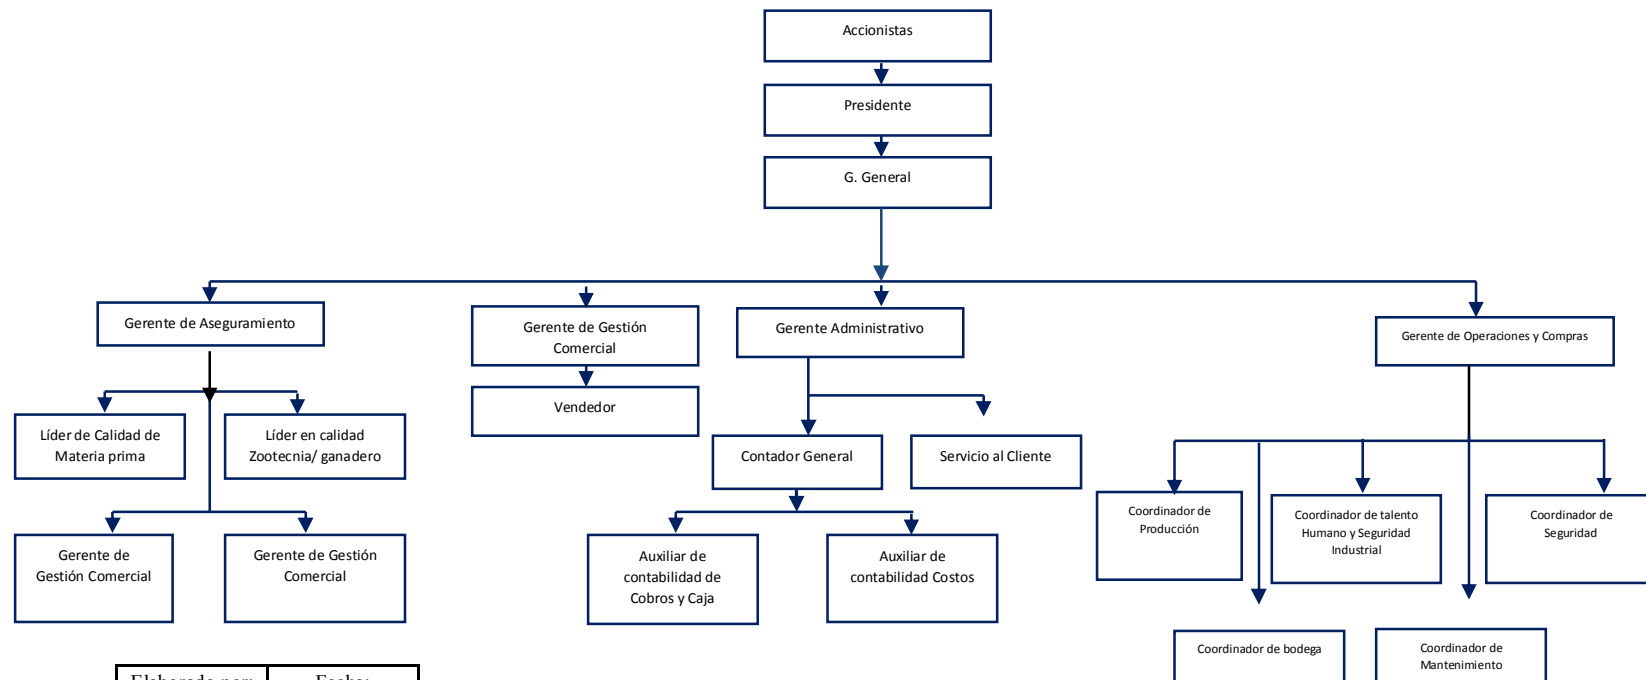 Accionistas
Presidente
G. General
Gerente de Aseguramiento
Gerente de Gestión
Comercial
Gerente Administrativo
Gerente de Operaciones y Compras
Vendedor
Líder de Calidad de
Materia prima
Líder en calidad
Zootecnia/ ganadero
Contador General
Servicio al Cliente
Coordinador de
Producción
Coordinador de talento
Humano y Seguridad
Industrial
Coordinador de
Seguridad
Gerente de
Gestión Comercial
Gerente de Gestión
Comercial
Auxiliar de
contabilidad de
Cobros y Caja
Auxiliar de
contabilidad Costos
Coordinador de bodega
Coordinador de
Mantenimiento
Elaborado por:
Fecha: